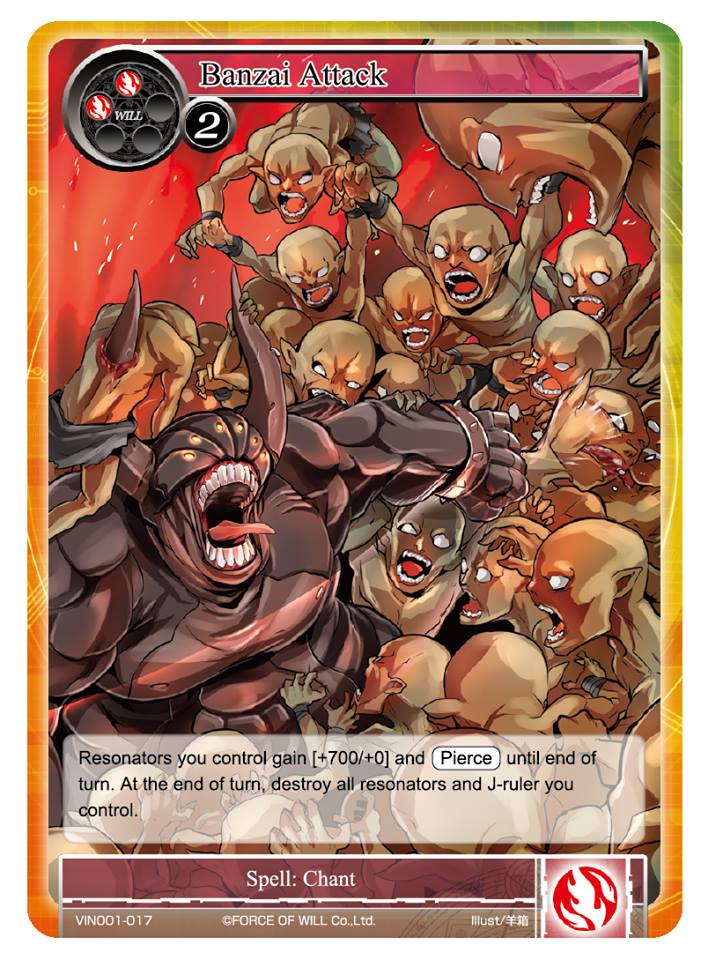 Banzai Attack
WILL
2
Resonators you control gain [+700/+0] and Pierce until end of
turn. At the end of turn, destroy all resonators and J-ruler you
control.
Spell: Chant
VIN001-017 ©FORCE OF WILL Co.,Ltd. Illust/羊箱